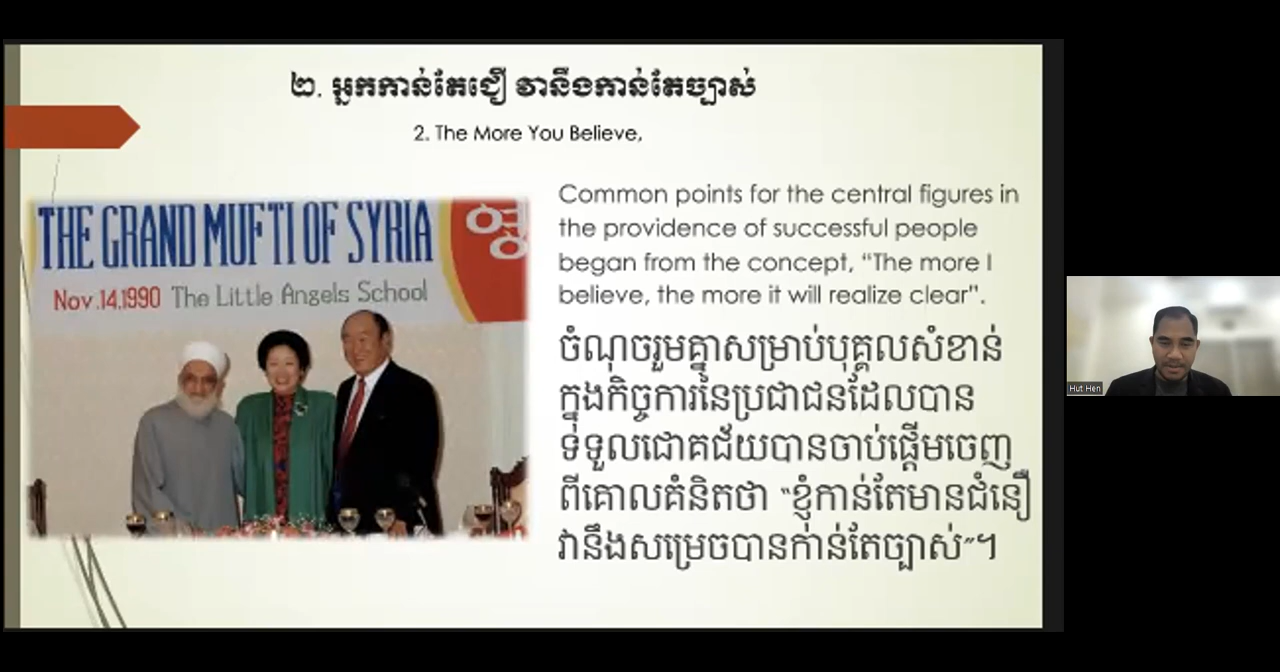 ២. អ្នកកាន់តែជឿ វានឹងកាន់តែច្បាស់
2. The More You Believe,
THE GRAND MUFTI OF SYRIA
Nov.14.1990 The Little Angels School
Common points for the central figures in
the providence of successful people
began from the concept, “The more I
believe, the more it will realize clear”.
ចំណុចរួមគ្នាសម្រាប់បុគ្គលសំខាន់
ក្នុងកិច្ចការនៃប្រជាជនដែលបាន
ទទួលជោគជ័យបានចាប់ផ្តើមចេញ
ពីគោលគំនិតថា “ខ្ញុំកាន់តែមានជំនឿ
វានឹងសម្រេចបានកាន់តែច្បាស់”។
Hut Hen